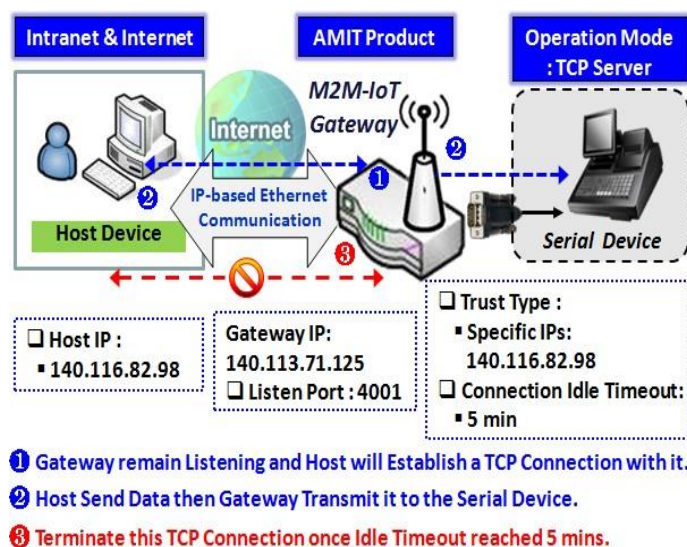 Intranet & Internet
AMIT Product
Operation Mode
: TCP Server
M2M-IoT
Gateway
Internet
❷
❶
❷
IP-based Ethernet
Communication
Host Device
❸
Serial Device
❑ Host IP :
▪ 140.116.82.98
Gateway IP:
140.113.71.125
❑ Listen Port : 4001
❑ Trust Type :
▪ Specific IPs:
140.116.82.98
❑ Connection Idle Timeout:
▪ 5 min
❶ Gateway remain Listening and Host will Establish a TCP Connection with it.
❷ Host Send Data then Gateway Transmit it to the Serial Device.
❸ Terminate this TCP Connection once Idle Timeout reached 5 mins.